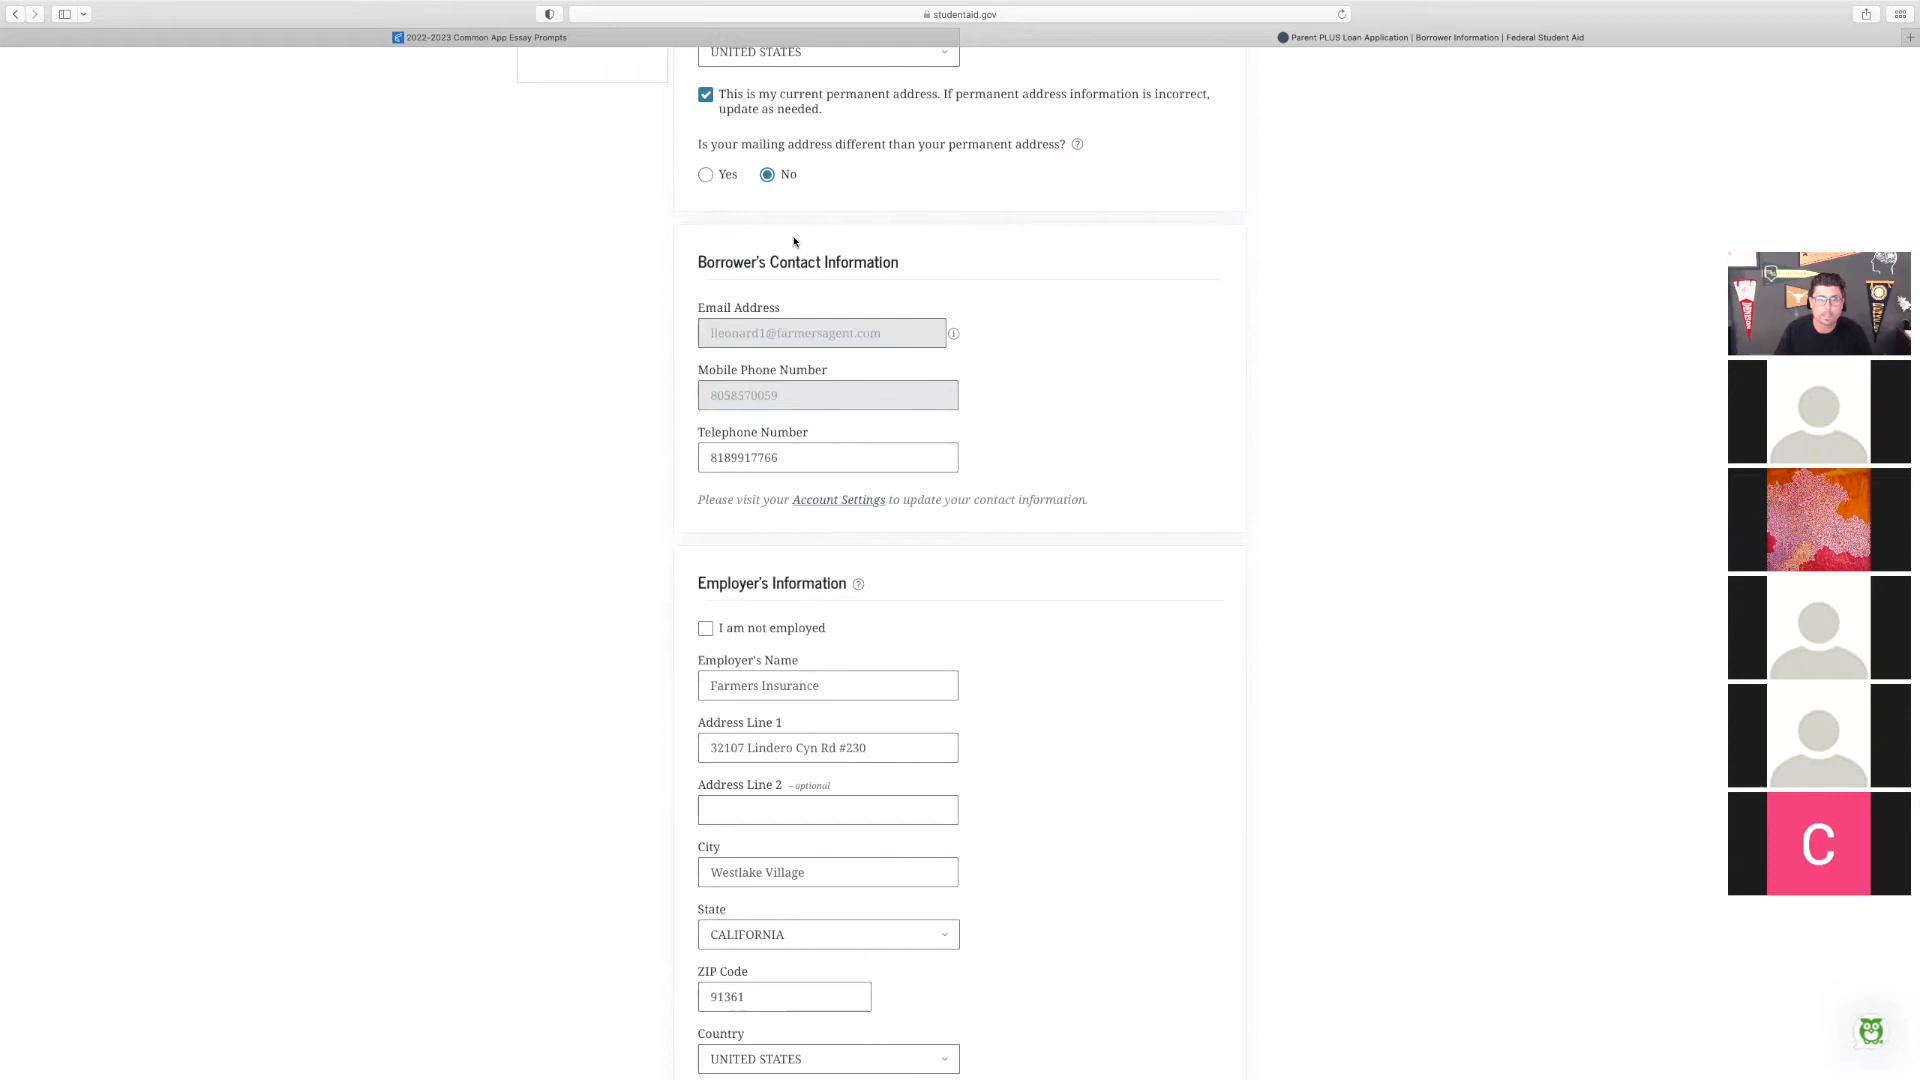 studentaid.gov
2022-2023 Common App Essay Prompts
Parent PLUS Loan Application | Borrower Information | Federal Student Aid
UNITED STATES
This is my current permanent address. If permanent address information is incorrect,
update as needed.
Is your mailing address different than your permanent address?
Yes No
Borrower's Contact Information
Email Address
lleonard1@farmersagent.com
Mobile Phone Number
8058570059
Telephone Number
8189917766
Please visit your Account Settings to update your contact information.
Employer's Information
I am not employed
Employer's Name
Farmers Insurance
Address Line 1
32107 Lindero Cyn Rd #230
Address Line 2 – optional
City
Westlake Village
State
CALIFORNIA
ZIP Code
91361
Country
UNITED STATES
C